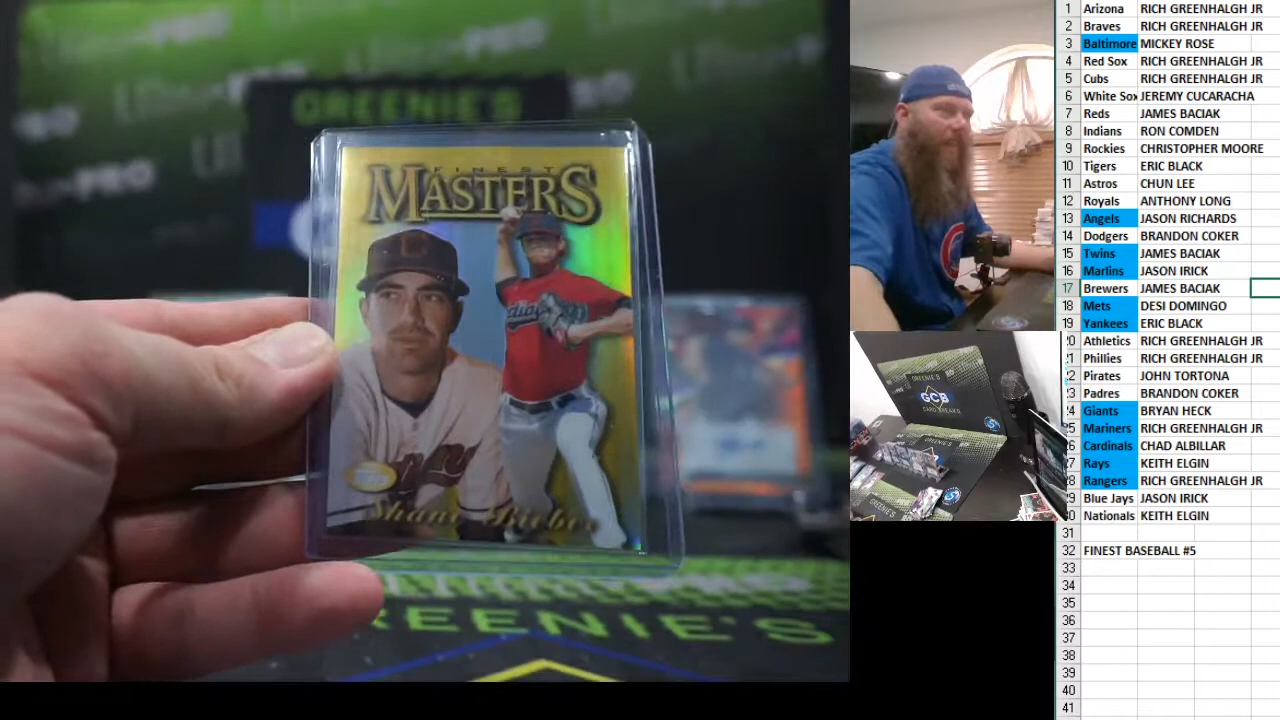 GREENIE'S
FINEST
MASTERS
Shane Bieber
REENIE'S
GREENIE'S
GCB
CARD BREAKS
1 Arizona RICH GREENHALGH JR
2 Braves RICH GREENHALGH JR
3 Baltimore MICKEY ROSE
4 Red Sox RICH GREENHALGH JR
5 Cubs RICH GREENHALGH JR
6 White Sox JEREMY CUCARACHA
7 Reds JAMES BACIAK
8 Indians RON COMDEN
9 Rockies CHRISTOPHER MOORE
10 Tigers ERIC BLACK
11 Astros CHUN LEE
12 Royals ANTHONY LONG
13 Angels JASON RICHARDS
14 Dodgers BRANDON COKER
15 Twins JAMES BACIAK
16 Marlins JASON IRICK
17 Brewers JAMES BACIAK
18 Mets DESI DOMINGO
19 Yankees ERIC BLACK
20 Athletics RICH GREENHALGH JR
21 Phillies RICH GREENHALGH JR
22 Pirates JOHN TORTONA
23 Padres BRANDON COKER
24 Giants BRYAN HECK
25 Mariners RICH GREENHALGH JR
26 Cardinals CHAD ALBILLAR
27 Rays KEITH ELGIN
28 Rangers RICH GREENHALGH JR
29 Blue Jays JASON IRICK
30 Nationals KEITH ELGIN
31
32 FINEST BASEBALL #5
33
34
35
36
37
38
39
40
41